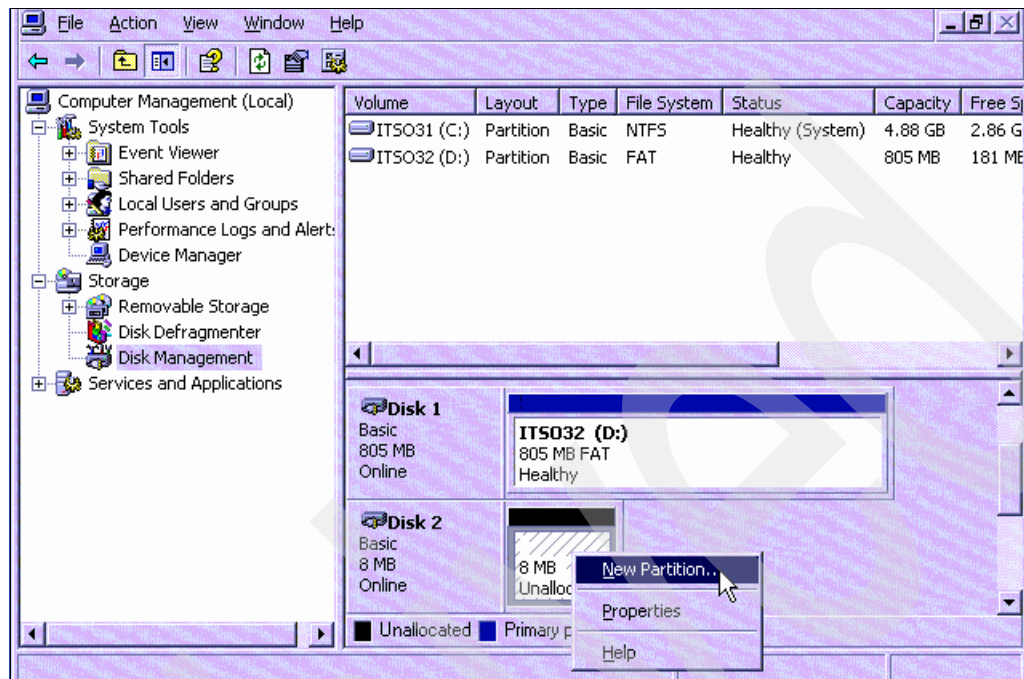 File Action View Window Help
Computer Management (Local)
System Tools
Event Viewer
Shared Folders
Local Users and Groups
Performance Logs and Alert
Device Manager
Storage
Removable Storage
Disk Defragmenter
Disk Management
Services and Applications
Volume Layout Type File System Status Capacity Free
ITSO31 (C:) Partition Basic NTFS Healthy (System) 4.88 GB 2.86 G
ITSO32 (D:) Partition Basic FAT Healthy 805 MB 181 ME
Disk 1
Basic
805 MB
Online
ITSO32 (D:)
805 MB FAT
Healthy
Disk 2
Basic
8 MB
Online
8 MB
Unalloc
New Partition...
Properties
Help
Unallocated Primary p